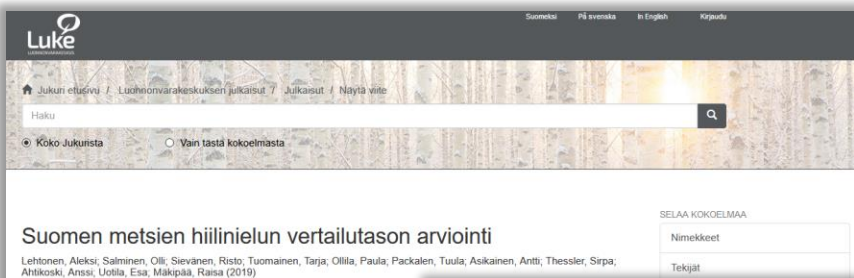 Suomeksi På svenska In English Kirjaudu
Luke
LUONNONVARAKESKUS
Jukuri etusivu / Luonnonvarakeskuksen julkaisut / Julkaisut / Näytä viite
Haku
Koko Jukurista Vain tästä kokoelmasta
SELAA KOKOELMAA
Suomen metsien hiilinielun vertailutason arviointi
Nimekkeet
Lehtonen, Aleksi; Salminen, Olli; Sievänen, Risto; Tuomainen, Tarja; Ollila, Paula; Packalen, Tuula; Asikainen, Antti; Thessler, Sirpa;
Ahtikoski, Anssi; Uotila, Esa; Mäkipää, Raisa (2019)
Tekijät